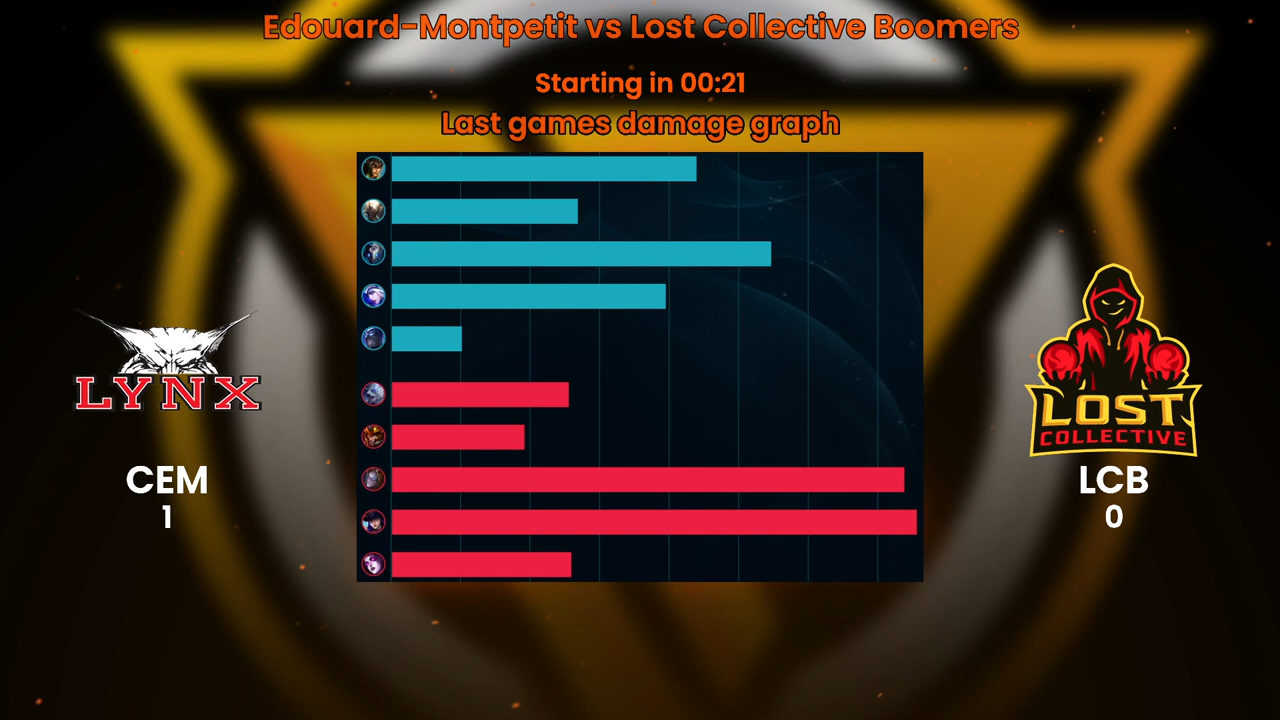 Edouard-Montpetit vs Lost Collective Boomers
Starting in 00:21
Last games damage graph
LYNX
CEM
1
LOST
COLLECTIVE
LCB
0